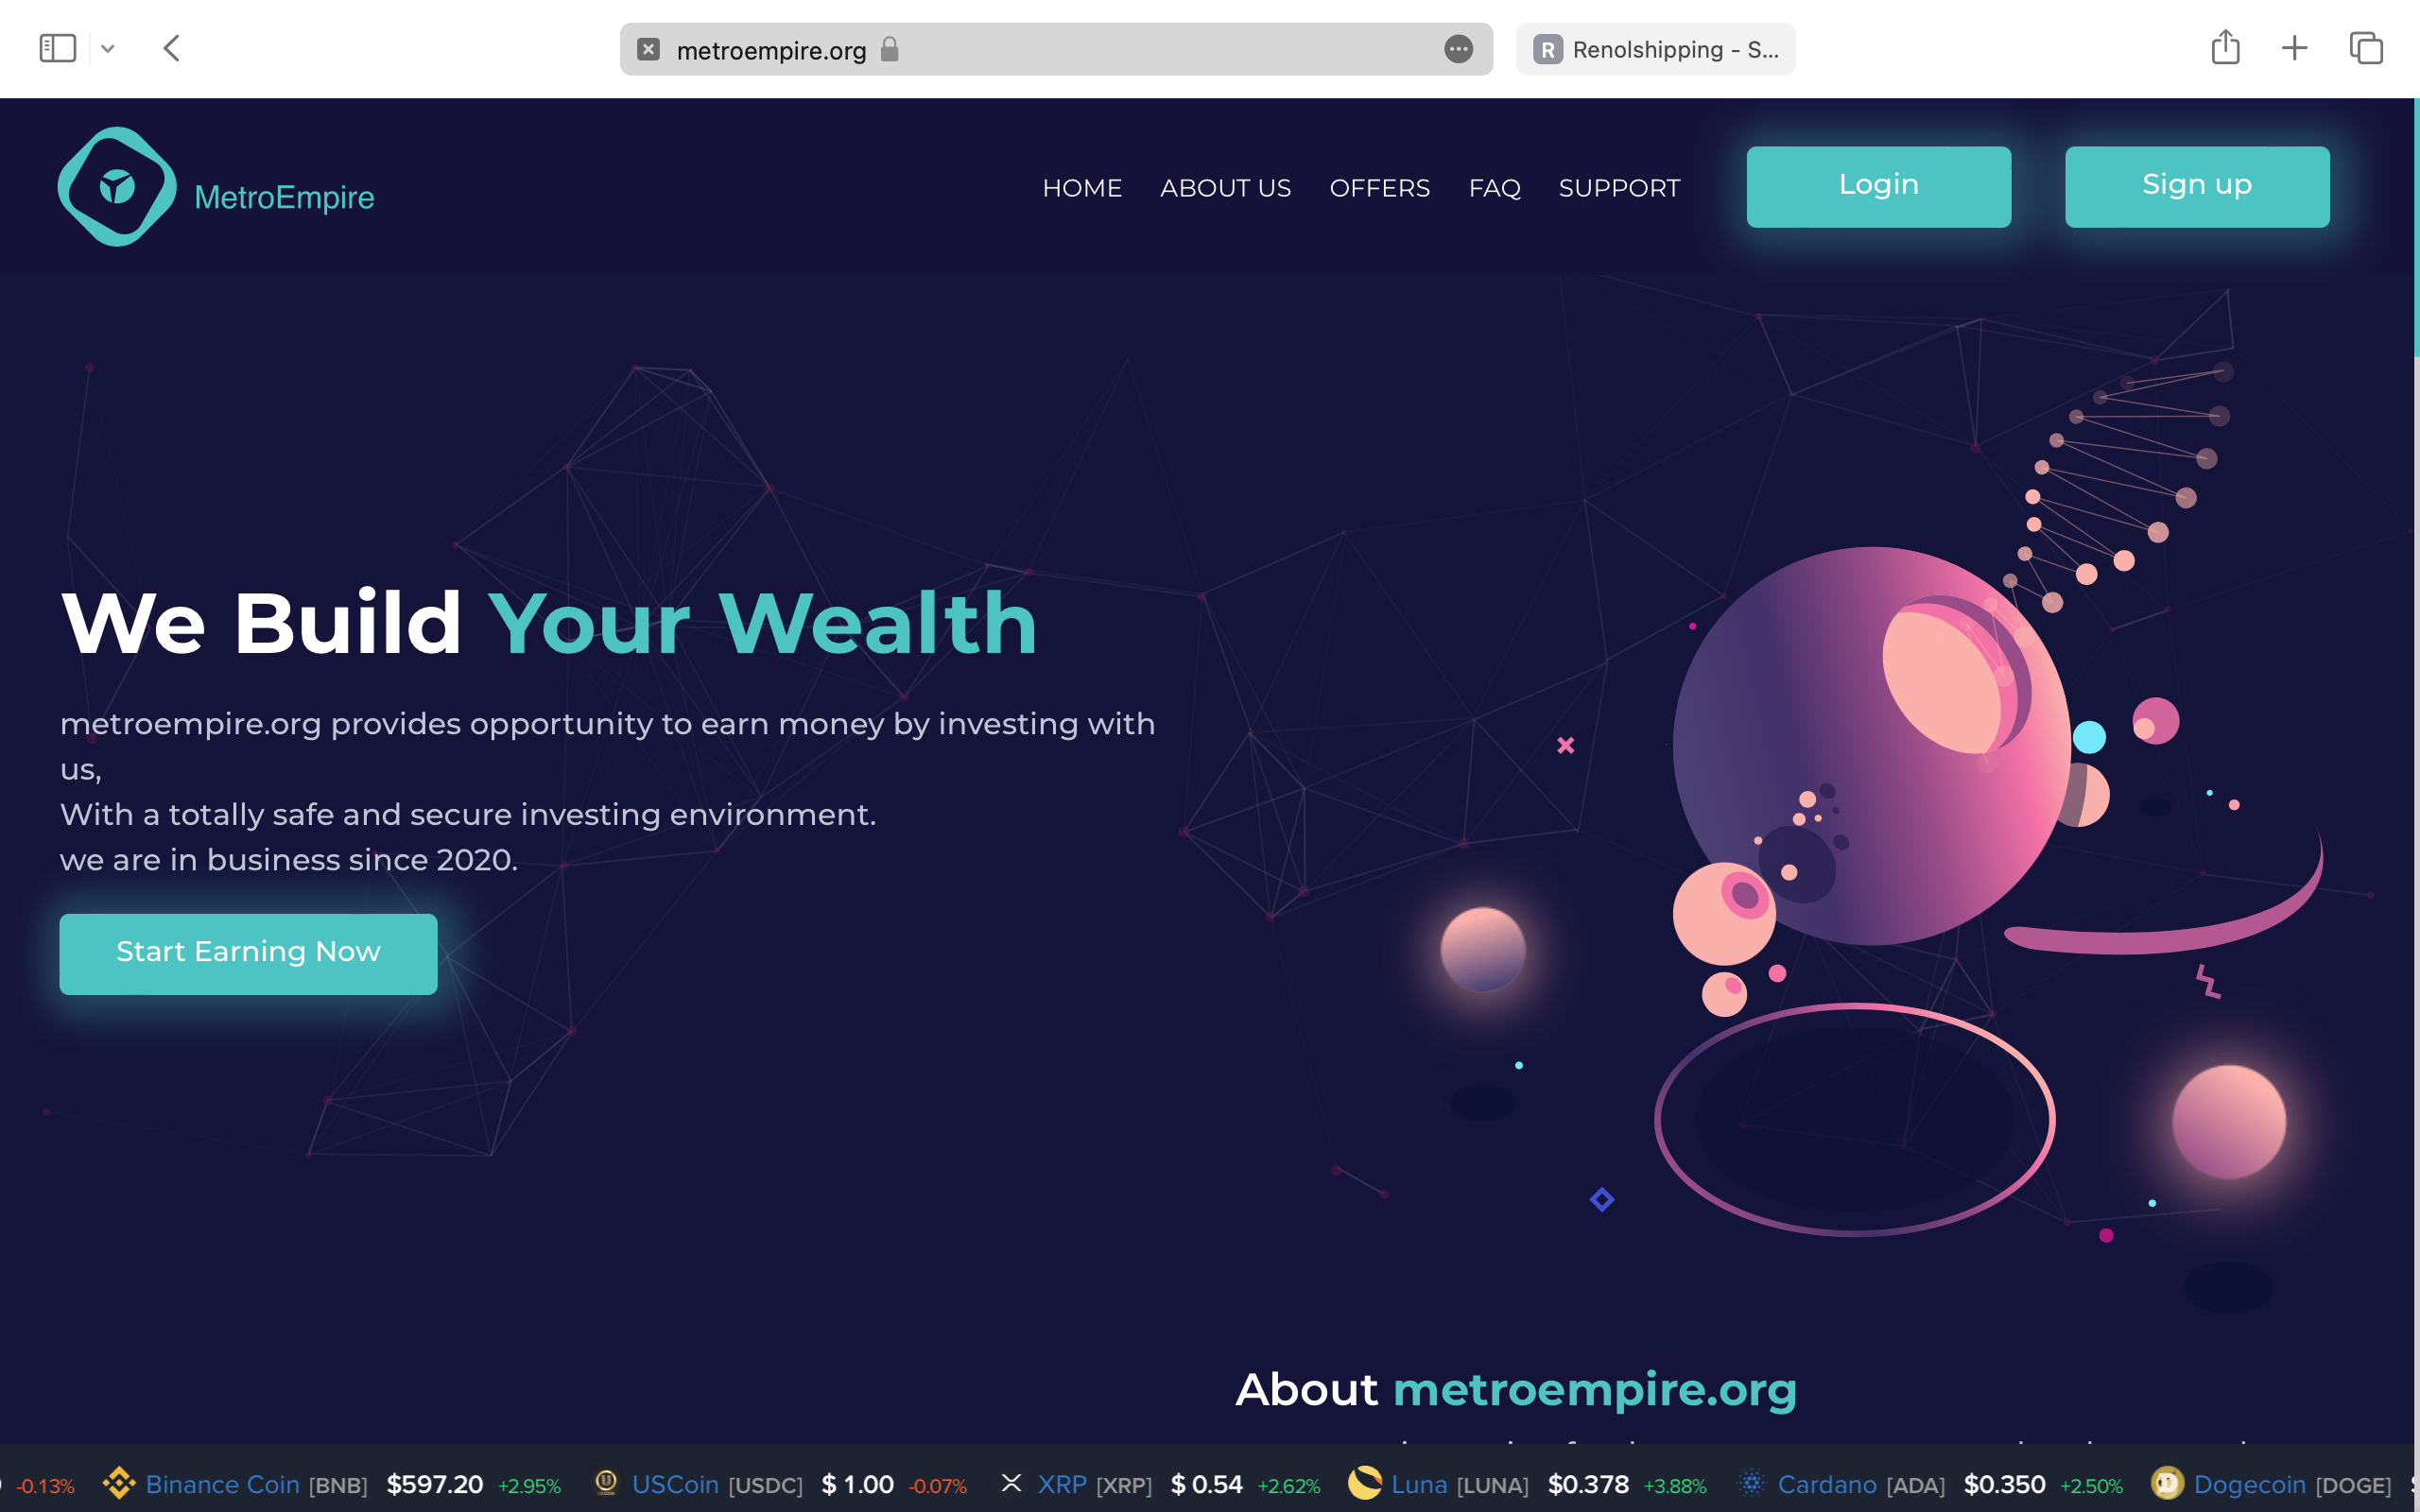 metroempire.org
R Renolshipping - S...
MetroEmpire
HOME ABOUT US OFFERS FAQ SUPPORT Login Sign up
We Build Your Wealth
metroempire.org provides opportunity to earn money by investing with
us,
With a totally safe and secure investing environment.
we are in business since 2020.
Start Earning Now
About metroempire.org
-0.13% Binance Coin [BNB] $597.20 +2.95% USCoin [USDC] $ 1.00 -0.07% XRP [XRP] $ 0.54 +2.62% Luna [LUNA] $0.378 +3.88% Cardano [ADA] $0.350 +2.50% Dogecoin [DOGE]